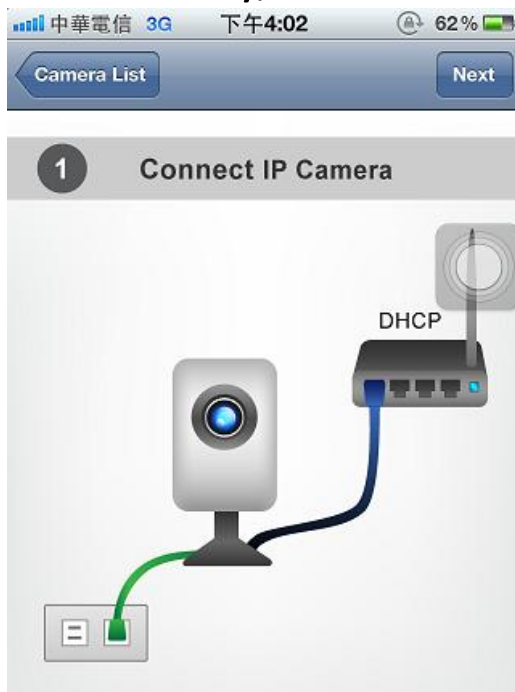 中華電信 3G 下午4:02 62%
Camera List Next
1 Connect IP Camera
DHCP